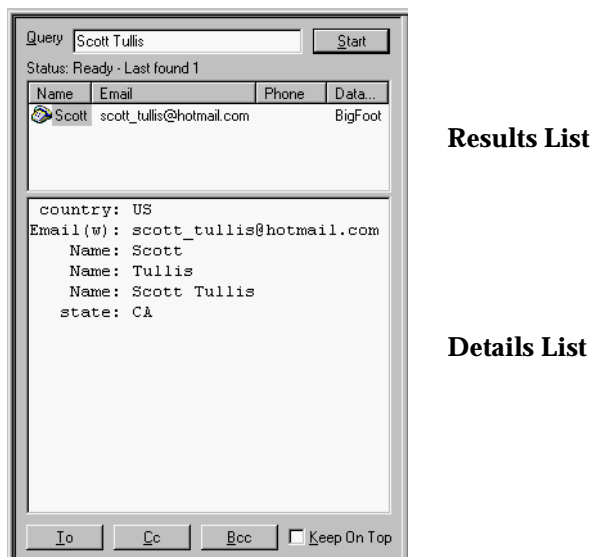 Query Scott Tullis Start
Status: Ready - Last found 1
Name Email Phone Data...
Scott scott_tullis@hotmail.com BigFoot
Results List
country: US
Email(w): scott_tullis@hotmail.com
Name: Scott
Name: Tullis
Name: Scott Tullis
state: CA
Details List
To Cc Bcc Keep On Top